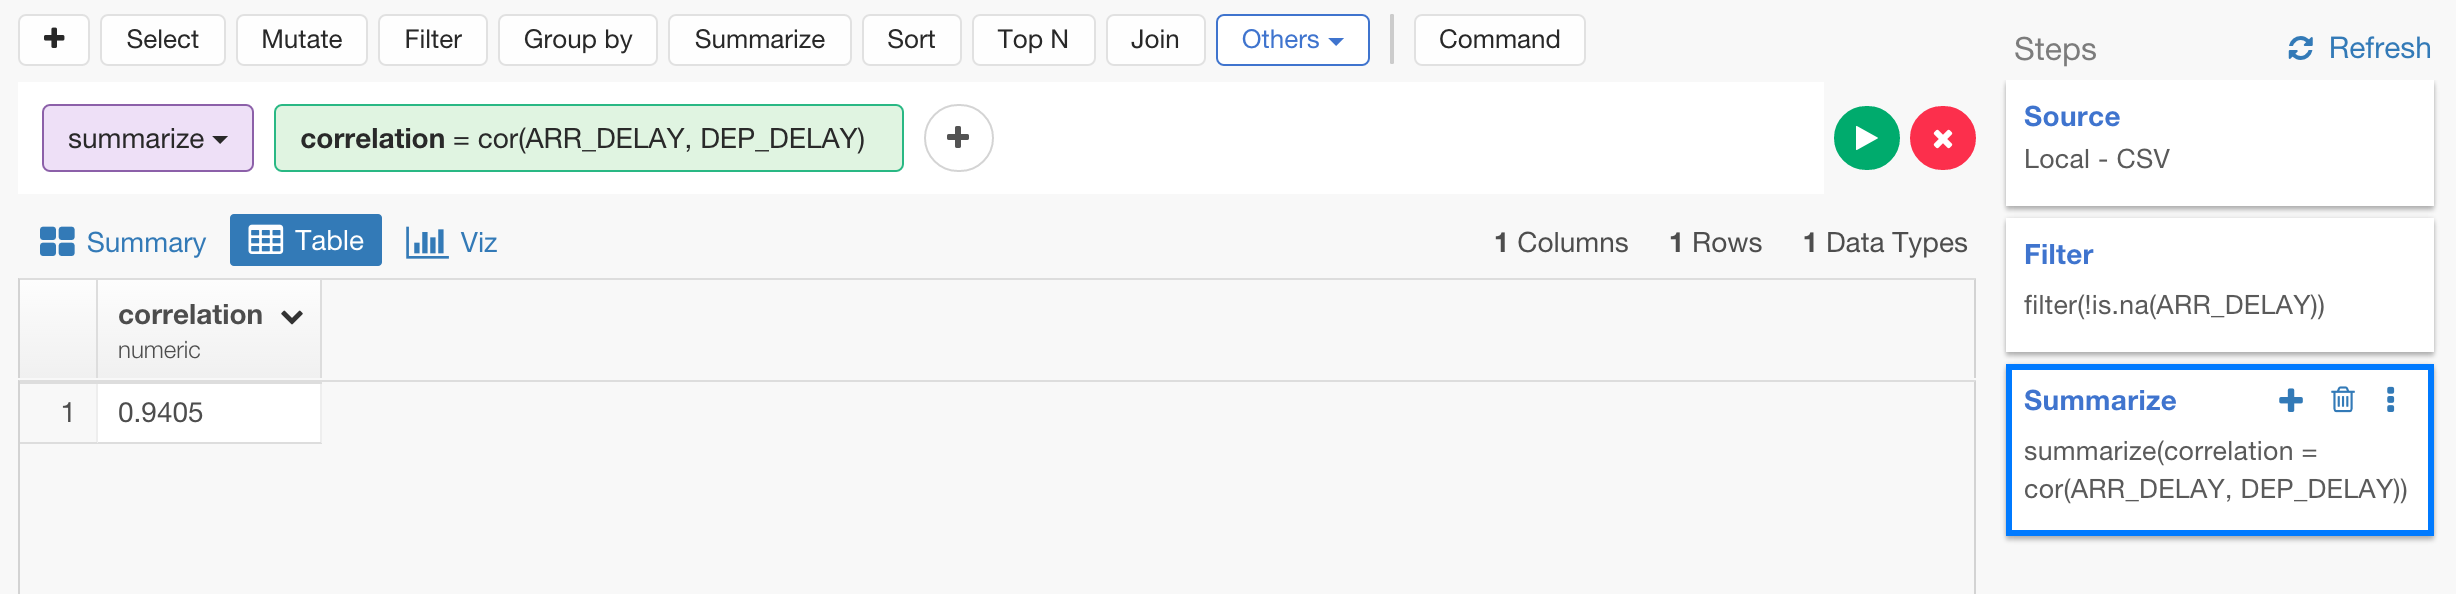 Select Mutate Filter Group by Summarize Sort Top N Join Others Command
summarize correlation = cor(ARR_DELAY, DEP_DELAY)
Summary Table Viz 1 Columns 1 Rows 1 Data Types
correlation
numeric
1 0.9405
Steps Refresh
Source
Local - CSV
Filter
filter(!is.na(ARR_DELAY))
Summarize
summarize(correlation =
cor(ARR_DELAY, DEP_DELAY))